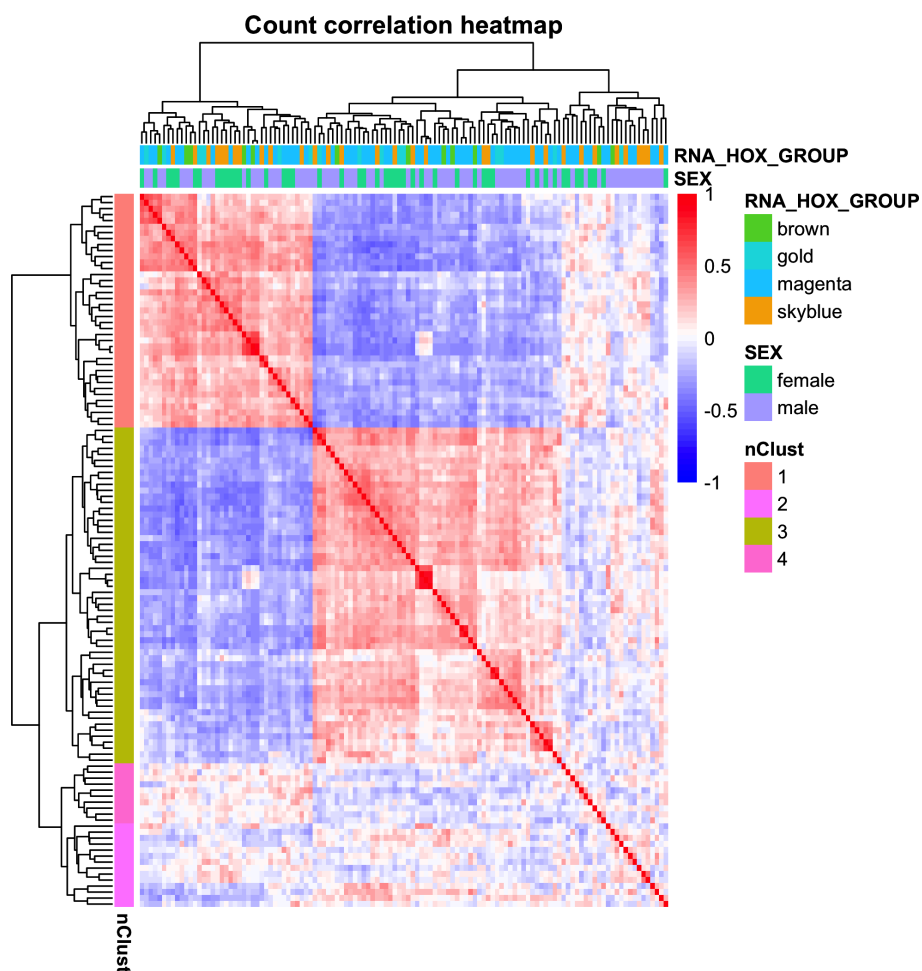 Count correlation heatmap
RNA_HOX_GROUP
SEX
1
0.5
0
-0.5
-1
RNA_HOX_GROUP
brown
gold
magenta
skyblue
SEX
female
male
nClust
1
2
3
4
nClust